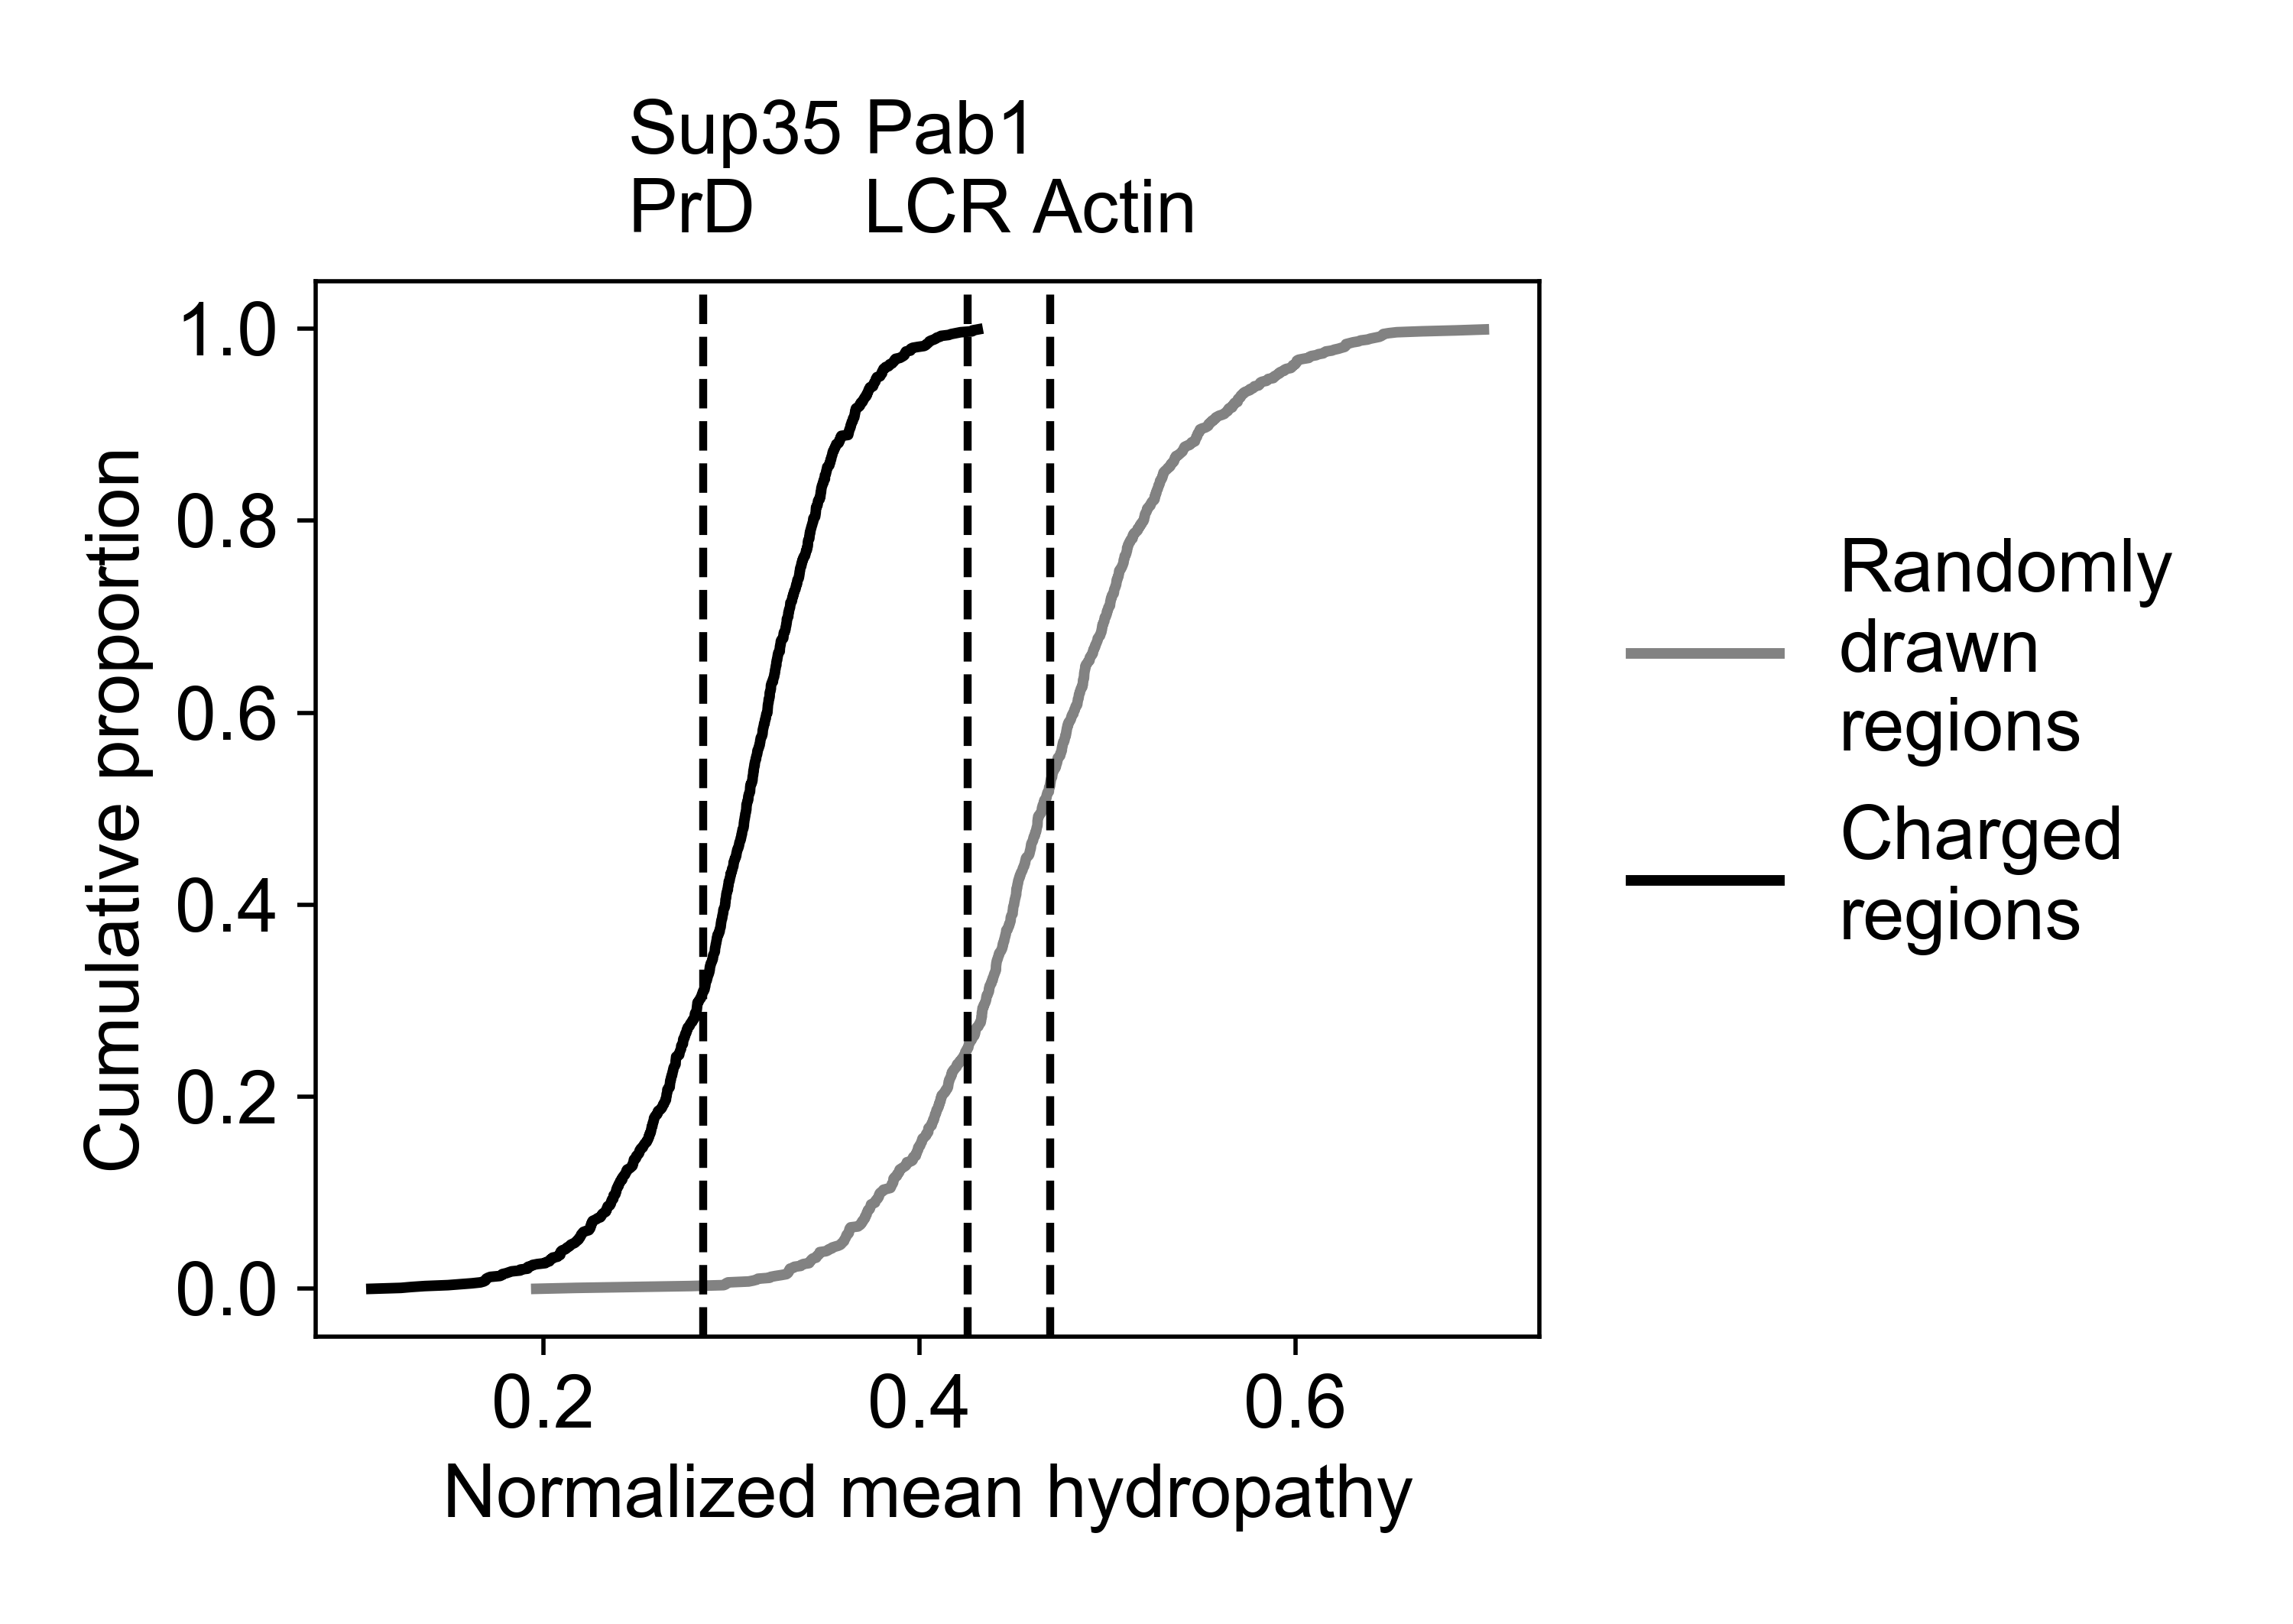 Sup35 Pab1
PrD LCR Actin
1.0
0.8
0.6
0.4
0.2
0.0
Cumulative proportion
0.2 0.4 0.6
Normalized mean hydropathy
Randomly
drawn
regions
Charged
regions